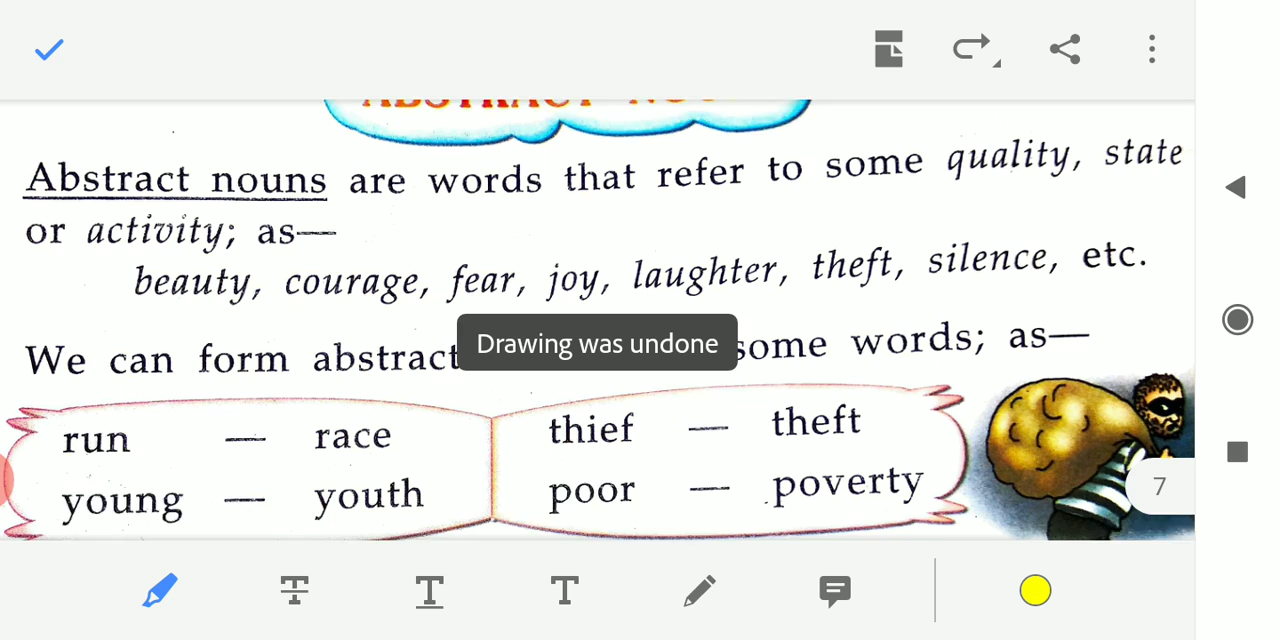 Abstract nouns are words that refer to some quality, state
or activity; as—
beauty, courage, fear, joy, laughter, theft, silence, etc.
We can form abstract some words; as—
Drawing was undone
run — race
thief — theft
young — youth
poor — poverty
7